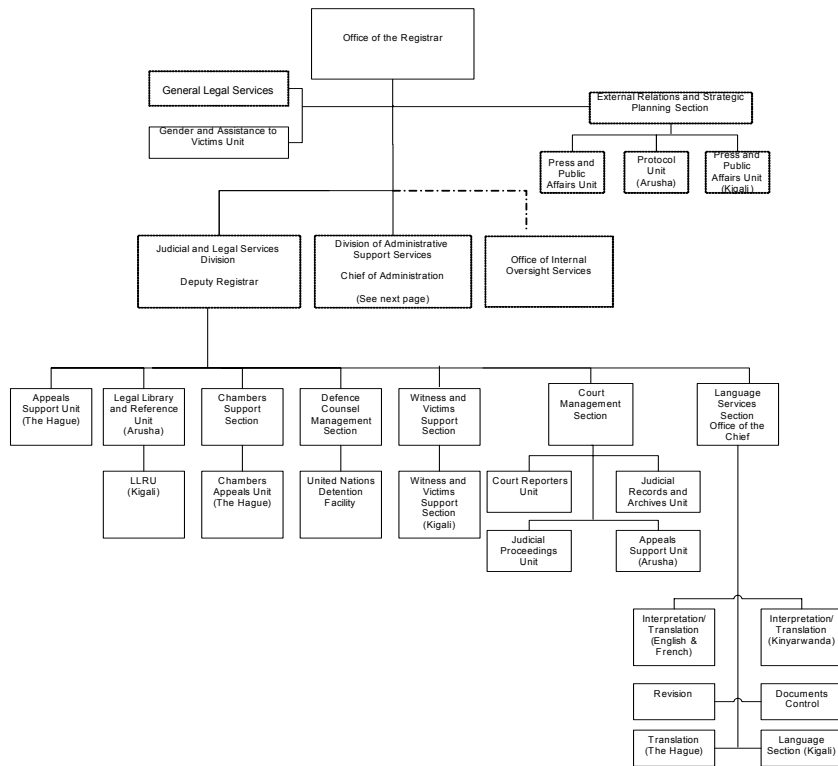 Office of the Registrar
General Legal Services
Gender and Assistance to
Victims Unit
External Relations and Strategic
Planning Section
Press and
Public
Affairs Unit
Protocol
Unit
(Arusha)
Press and
Public
Affairs Unit
(Kigali)
Judicial and Legal Services
Division
Deputy Registrar
Division of Administrative
Support Services
Chief of Administration
(See next page)
Office of Internal
Oversight Services
Appeals
Support Unit
(The Hague)
Legal Library
and Reference
Unit
(Arusha)
Chambers
Support
Section
Defence
Counsel
Management
Section
Witness and
Victims
Support
Section
Court
Management
Section
Language
Services
Section
Office of the
Chief
LLRU
(Kigali)
Chambers
Appeals Unit
(The Hague)
United Nations
Detention
Facility
Witness and
Victims
Support
Section
(Kigali)
Court Reporters
Unit
Judicial
Records and
Archives Unit
Judicial
Proceedings
Unit
Appeals
Support Unit
(Arusha)
Interpretation/
Translation
(English &
French)
Interpretation/
Translation
(Kinyarwanda)
Revision
Documents
Control
Translation
(The Hague)
Language
Section (Kigali)